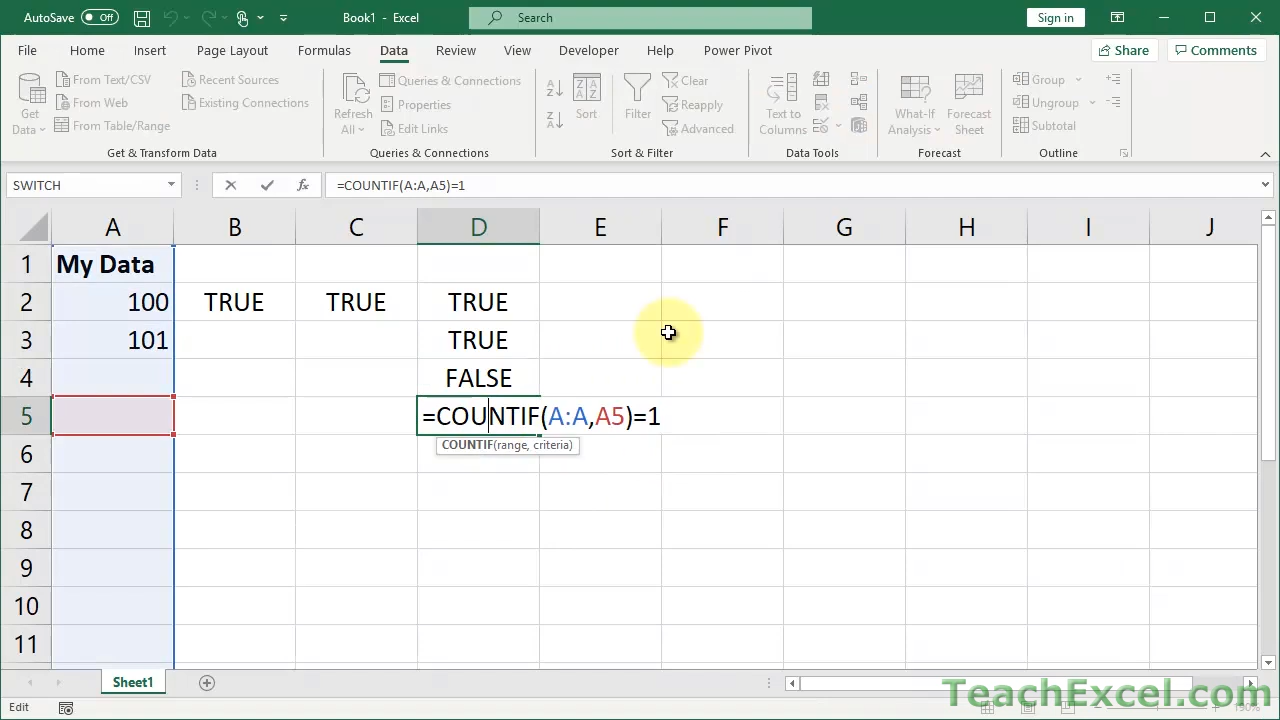 AutoSave Off Book1 - Excel Search Sign in
File Home Insert Page Layout Formulas Data Review View Developer Help Power Pivot Share Comments
From Text/CSV Recent Sources Queries & Connections Clear Group
From Web Existing Connections Properties Reapply Ungroup
From Table/Range Edit Links Advanced Subtotal
Get Data Refresh All Sort Filter Text to Columns What-If Analysis Forecast Sheet
Get & Transform Data Queries & Connections Sort & Filter Data Tools Forecast Outline
SWITCH fx =COUNTIF(A:A,A5)=1
A B C D E F G H I J
1 My Data
2 100 TRUE TRUE TRUE
3 101 TRUE
4 FALSE
5 =COUNTIF(A:A,A5)=1
COUNTIF(range, criteria)
6
7
8
9
10
11
Sheet1
TeachExcel.com
Edit 190%